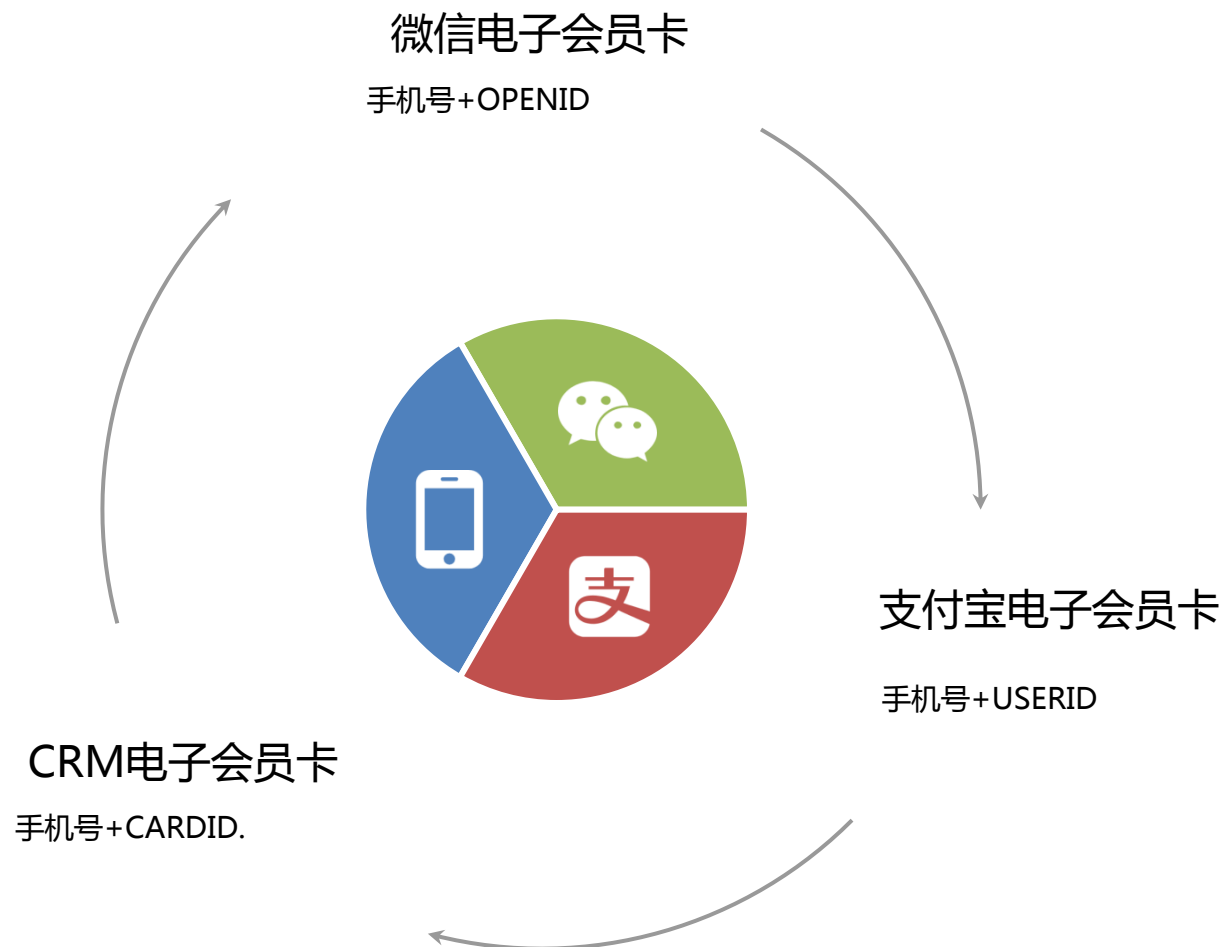 微信电子会员卡
手机号+OPENID
支
支付宝电子会员卡
手机号+USERID
CRM电子会员卡
手机号+CARDID.